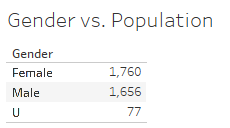 Gender vs. Population
Gender
Female 1,760
Male 1,656
U 77